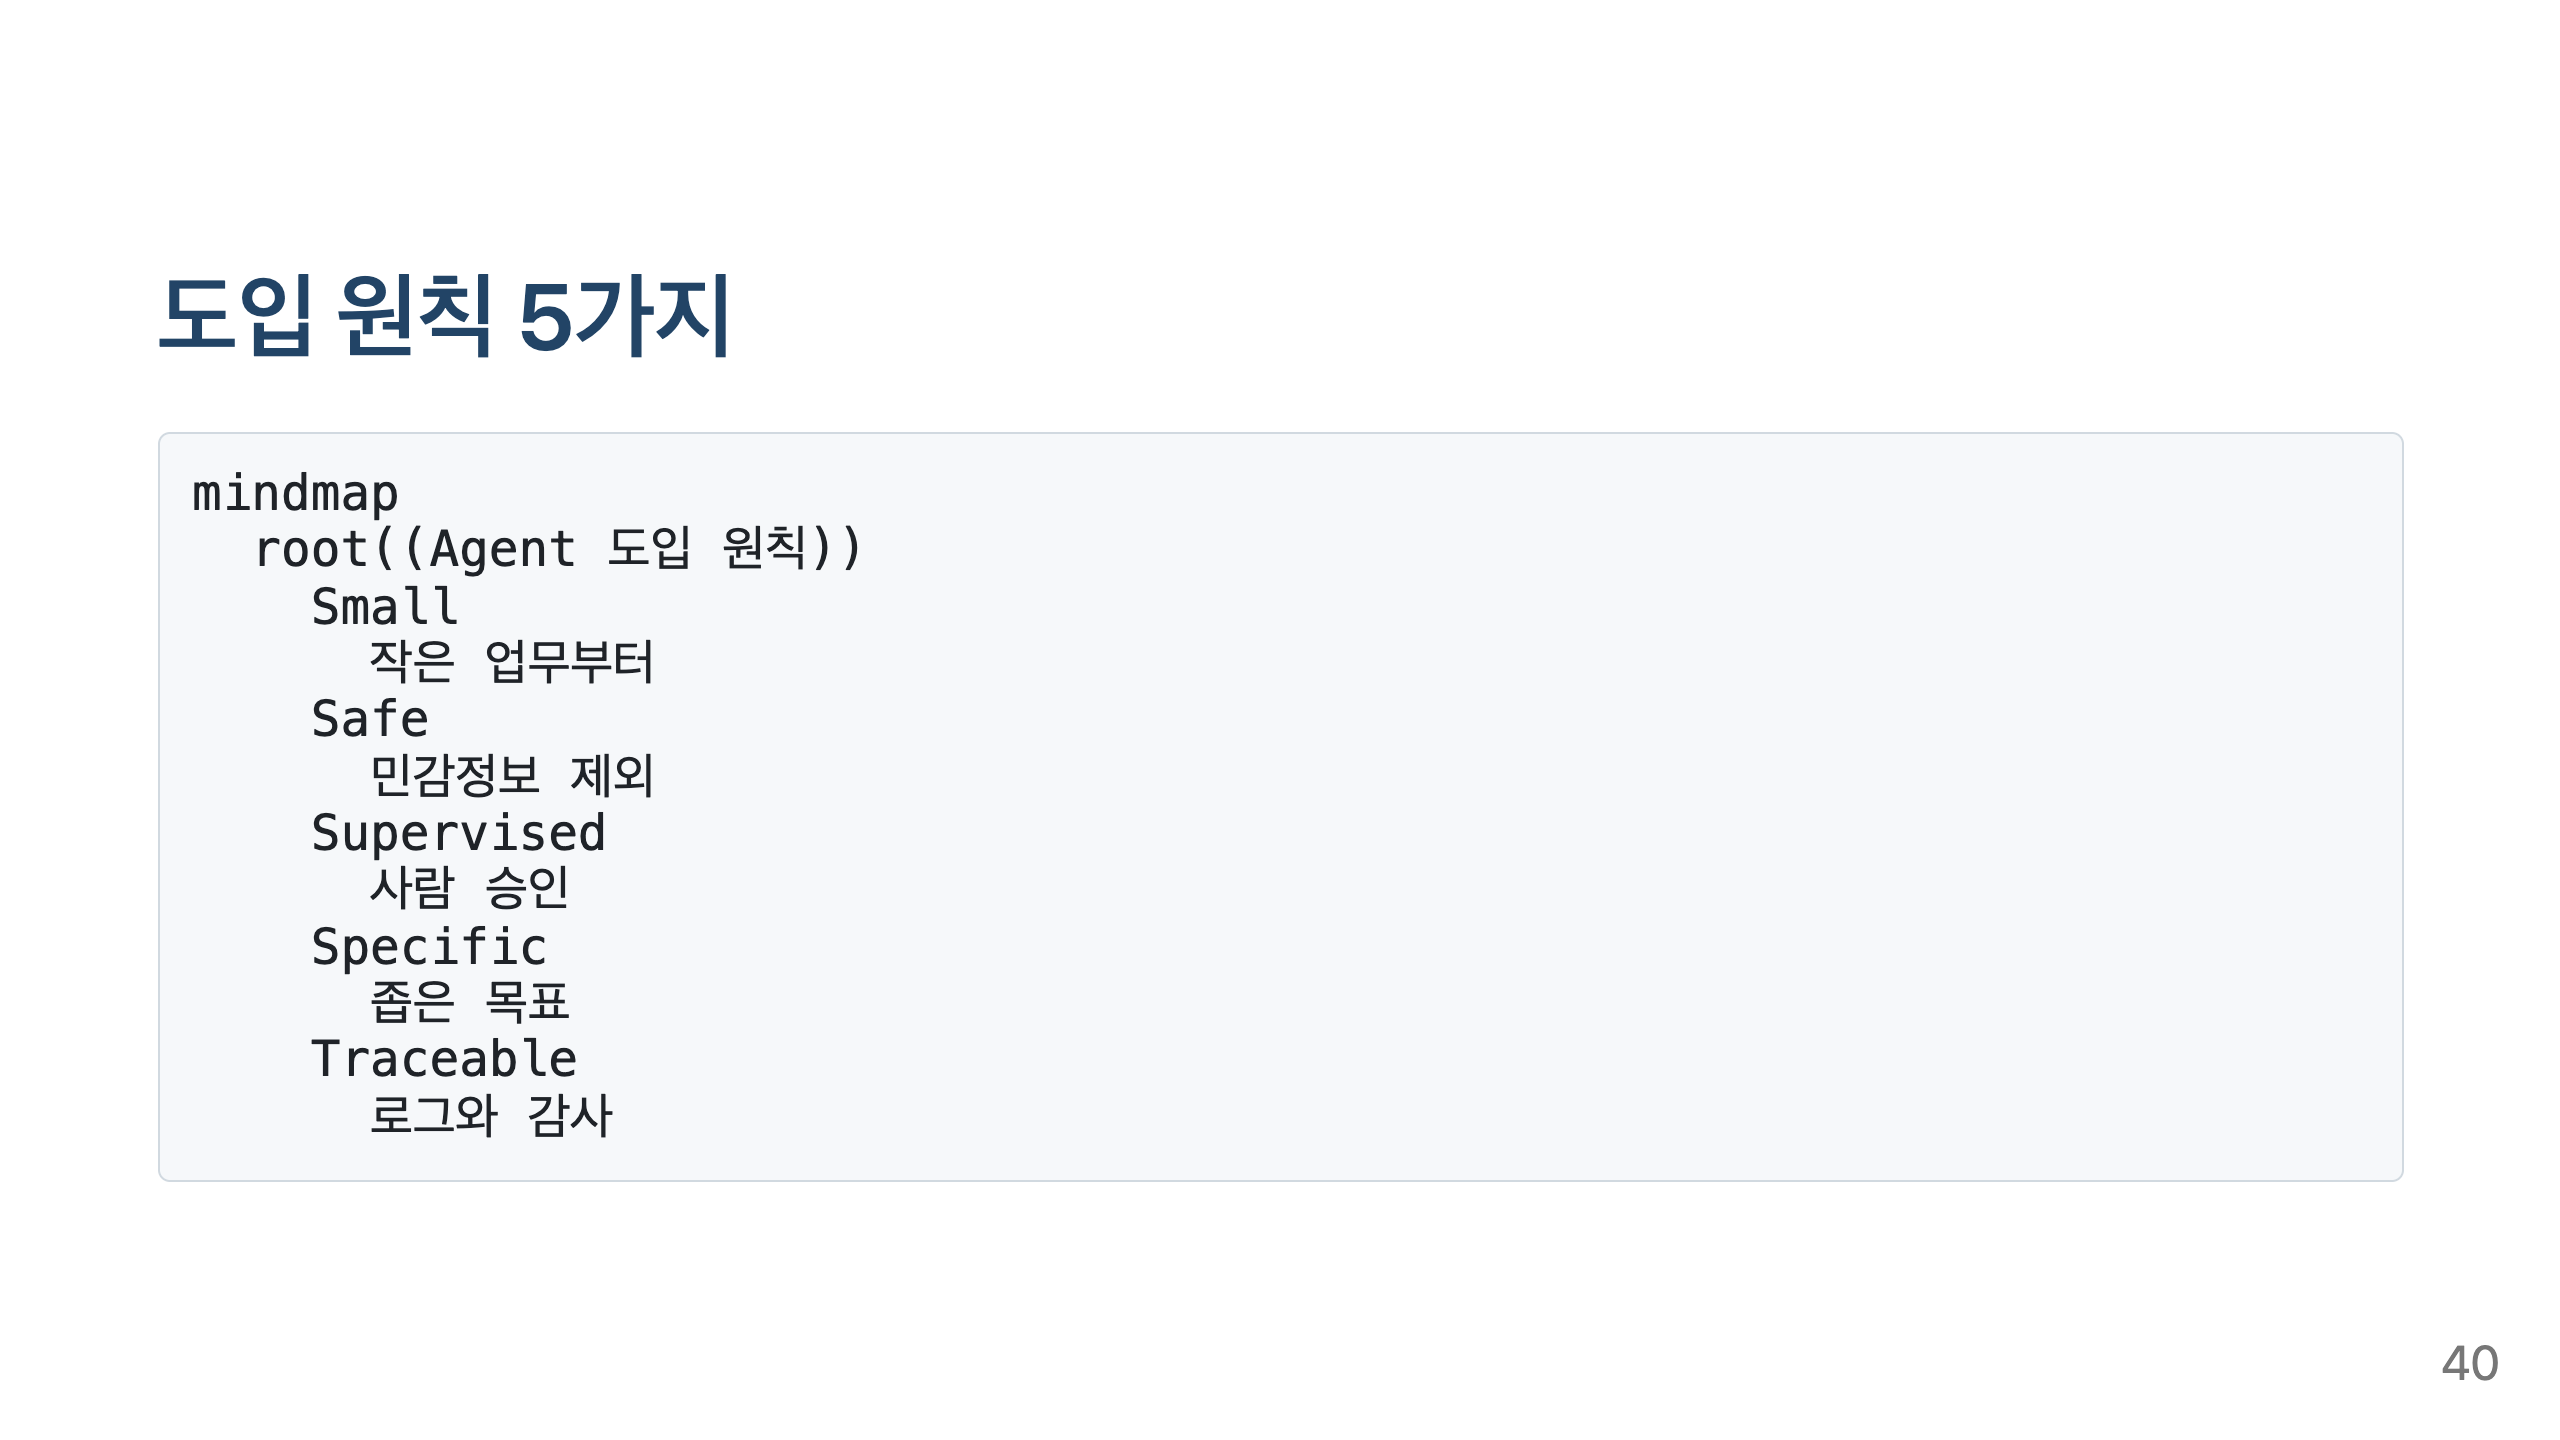 도입 원칙 5가지
mindmap
  root((Agent 도입 원칙))
    Small
      작은 업무부터
    Safe
      민감정보 제외
    Supervised
      사람 승인
    Specific
      좁은 목표
    Traceable
      로그와 감사
40